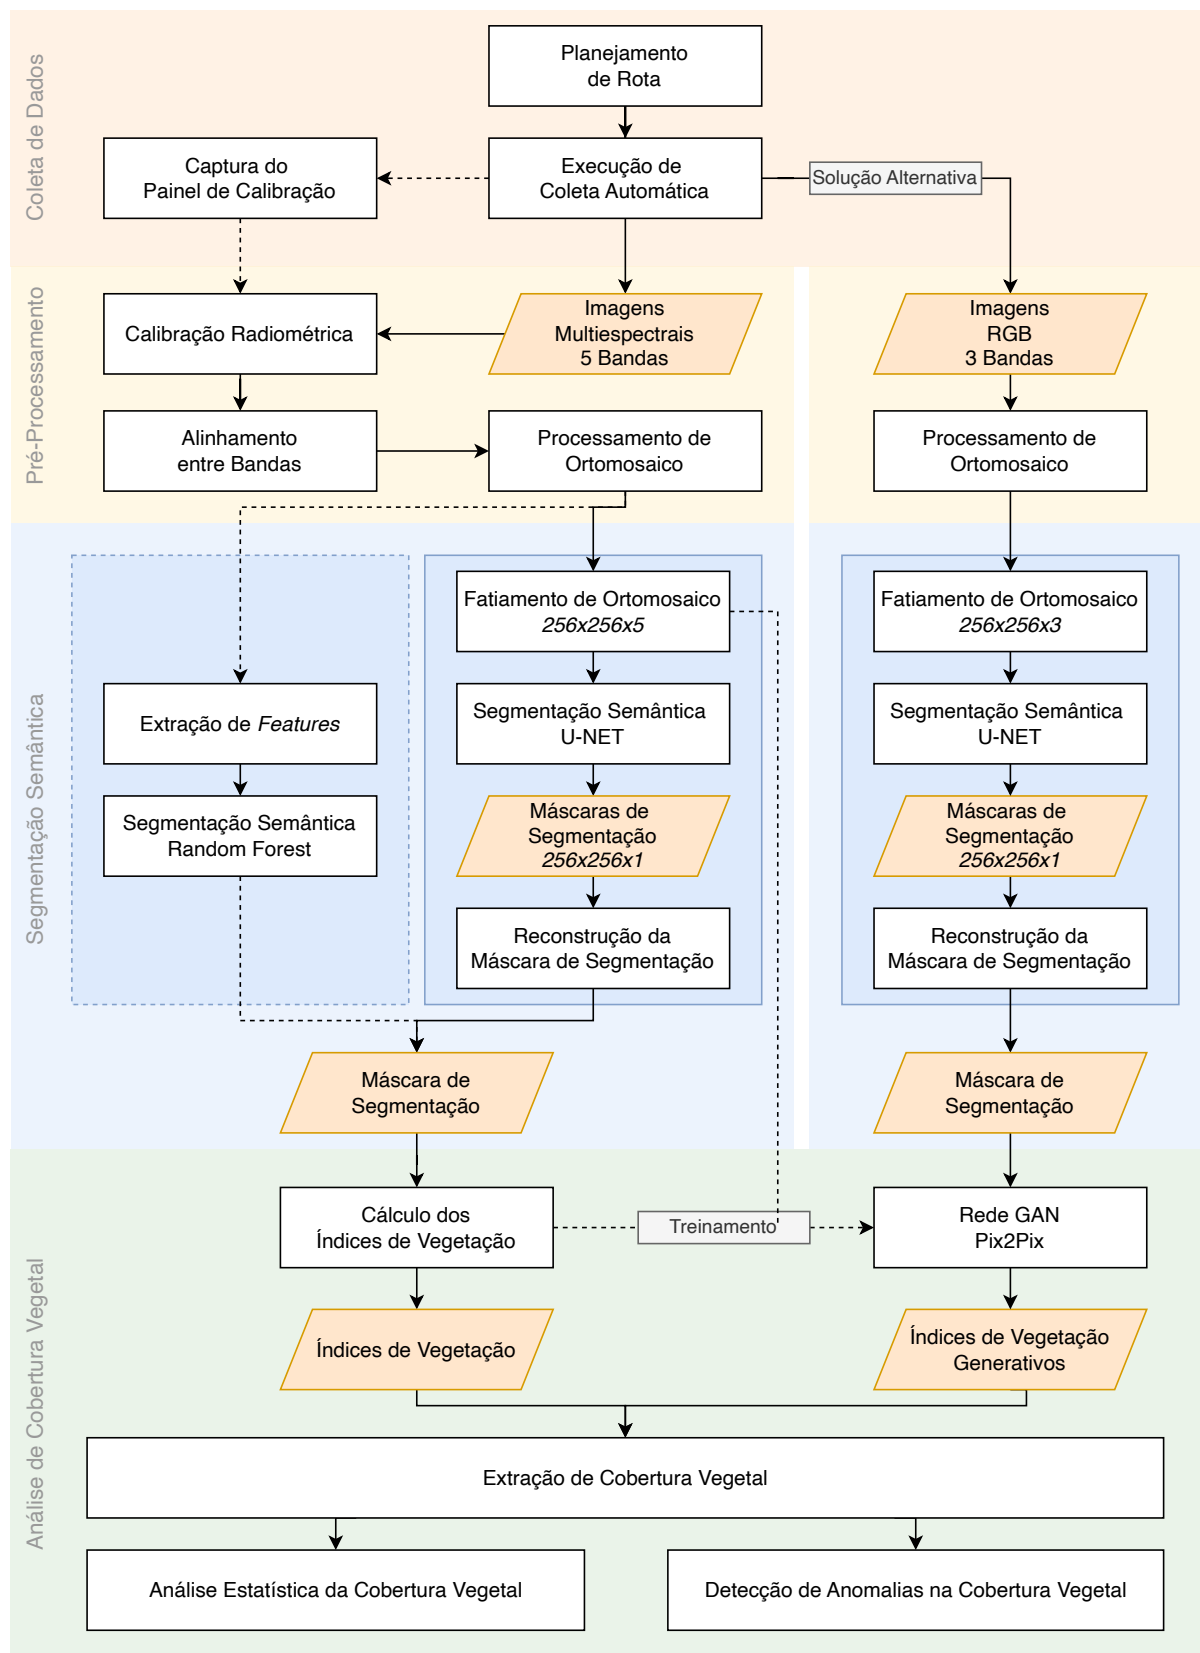 Coleta de Dados
Planejamento
de Rota
Captura do
Painel de Calibração
Execução de
Coleta Automática
Solução Alternativa
Pré-Processamento
Calibração Radiométrica
Imagens
Multiespectrais
5 Bandas
Imagens
RGB
3 Bandas
Alinhamento
entre Bandas
Processamento de
Ortomosaico
Processamento de
Ortomosaico
Segmentação Semântica
Extração de Features
Segmentação Semântica
Random Forest
Fatiamento de Ortomosaico
256x256x5
Segmentação Semântica
U-NET
Máscaras de
Segmentação
256x256x1
Reconstrução da
Máscara de Segmentação
Fatiamento de Ortomosaico
256x256x3
Segmentação Semântica
U-NET
Máscaras de
Segmentação
256x256x1
Reconstrução da
Máscara de Segmentação
Máscara de
Segmentação
Máscara de
Segmentação
Análise de Cobertura Vegetal
Cálculo dos
Índices de Vegetação
Treinamento
Rede GAN
Pix2Pix
Índices de Vegetação
Índices de Vegetação
Generativos
Extração de Cobertura Vegetal
Análise Estatística da Cobertura Vegetal
Detecção de Anomalias na Cobertura Vegetal